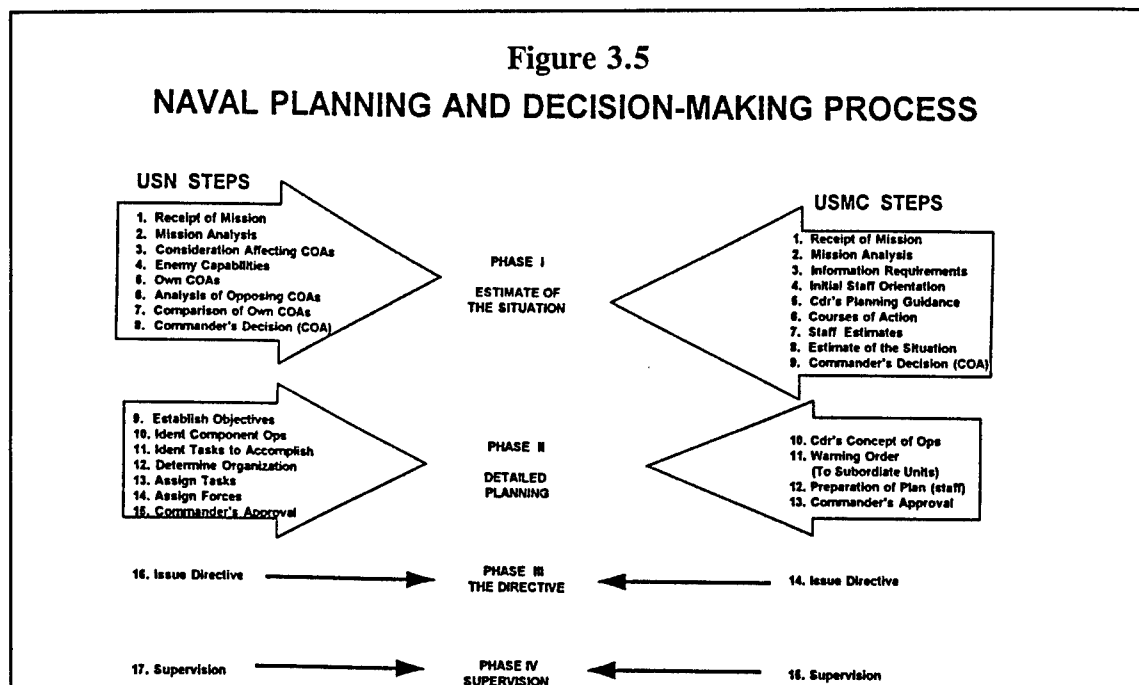 Figure 3.5
NAVAL PLANNING AND DECISION-MAKING PROCESS
USN STEPS
1. Receipt of Mission
2. Mission Analysis
3. Consideration Affecting COAs
4. Enemy Capabilities
5. Own COAs
6. Analysis of Opposing COAs
7. Comparison of Own COAs
8. Commander's Decision (COA)
PHASE I
ESTIMATE OF
THE SITUATION
USMC STEPS
1. Receipt of Mission
2. Mission Analysis
3. Information Requirements
4. Initial Staff Orientation
5. Cdr's Planning Guidance
6. Courses of Action
7. Staff Estimates
8. Estimate of the Situation
9. Commander's Decision (COA)
9. Establish Objectives
10. Ident Component Ops
11. Ident Tasks to Accomplish
12. Determine Organization
13. Assign Tasks
14. Assign Forces
15. Commander's Approval
PHASE II
DETAILED
PLANNING
10. Cdr's Concept of Ops
11. Warning Order
(To Subordiate Units)
12. Preparation of Plan (staff)
13. Commander's Approval
16. Issue Directive
PHASE III
THE DIRECTIVE
14. Issue Directive
17. Supervision
PHASE IV
SUPERVISION
15. Supervision